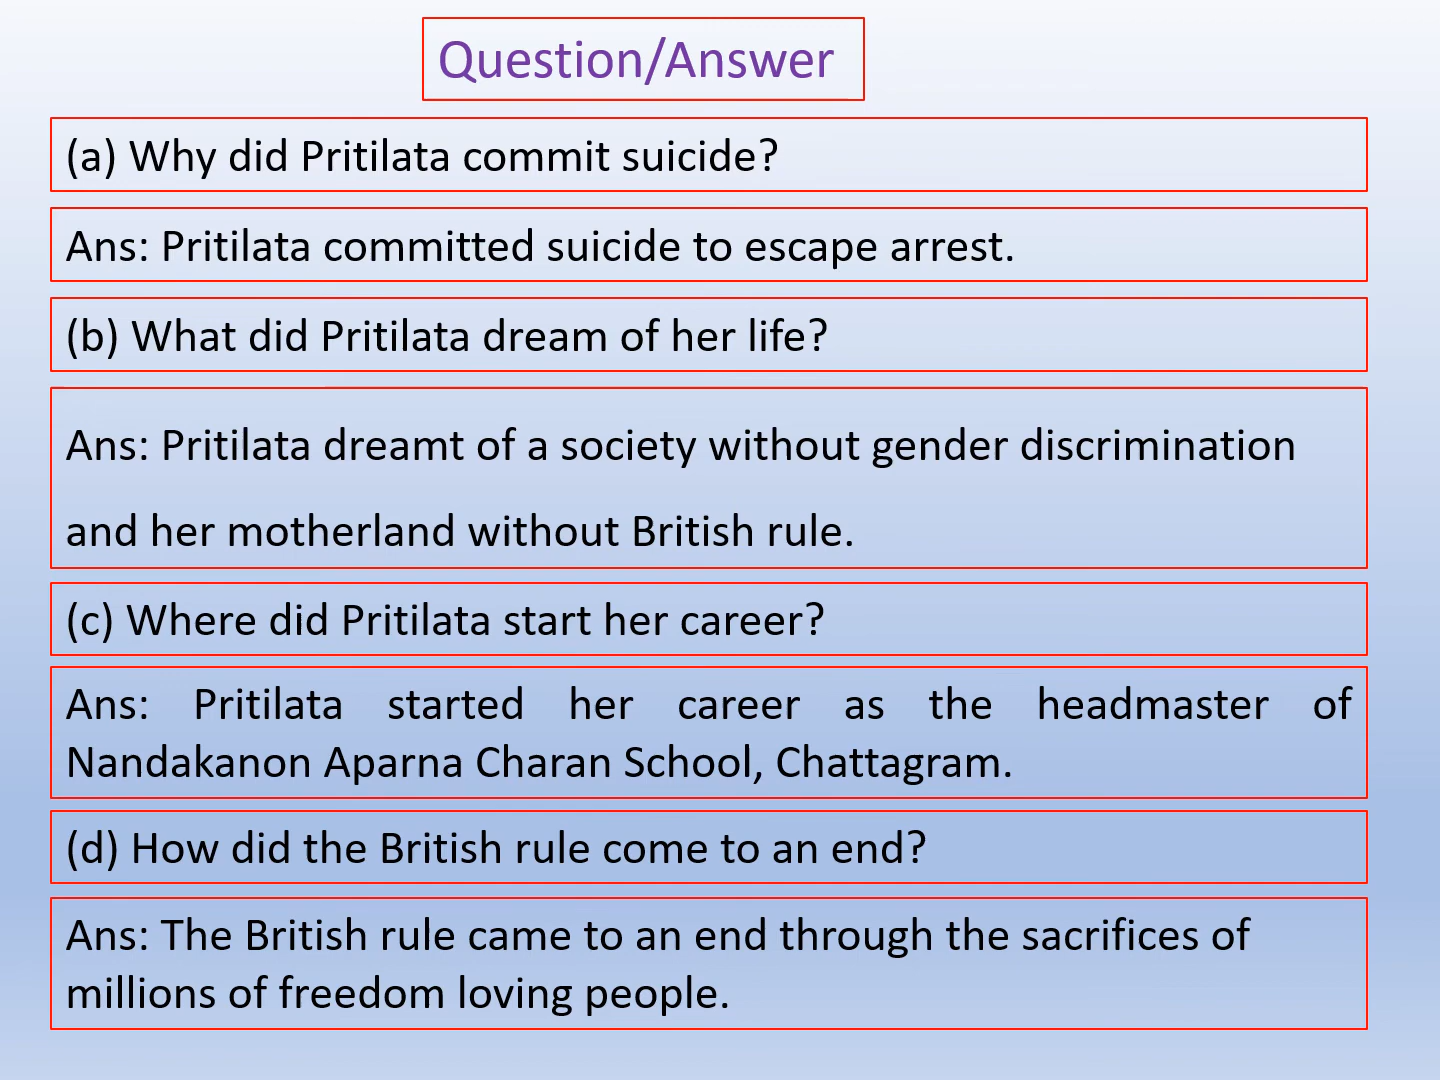 Question/Answer
(a) Why did Pritilata commit suicide?
Ans: Pritilata committed suicide to escape arrest.
(b) What did Pritilata dream of her life?
Ans: Pritilata dreamt of a society without gender discrimination
and her motherland without British rule.
(c) Where did Pritilata start her career?
Ans: Pritilata started her career as the headmaster of
Nandakanon Aparna Charan School, Chattagram.
(d) How did the British rule come to an end?
Ans: The British rule came to an end through the sacrifices of
millions of freedom loving people.